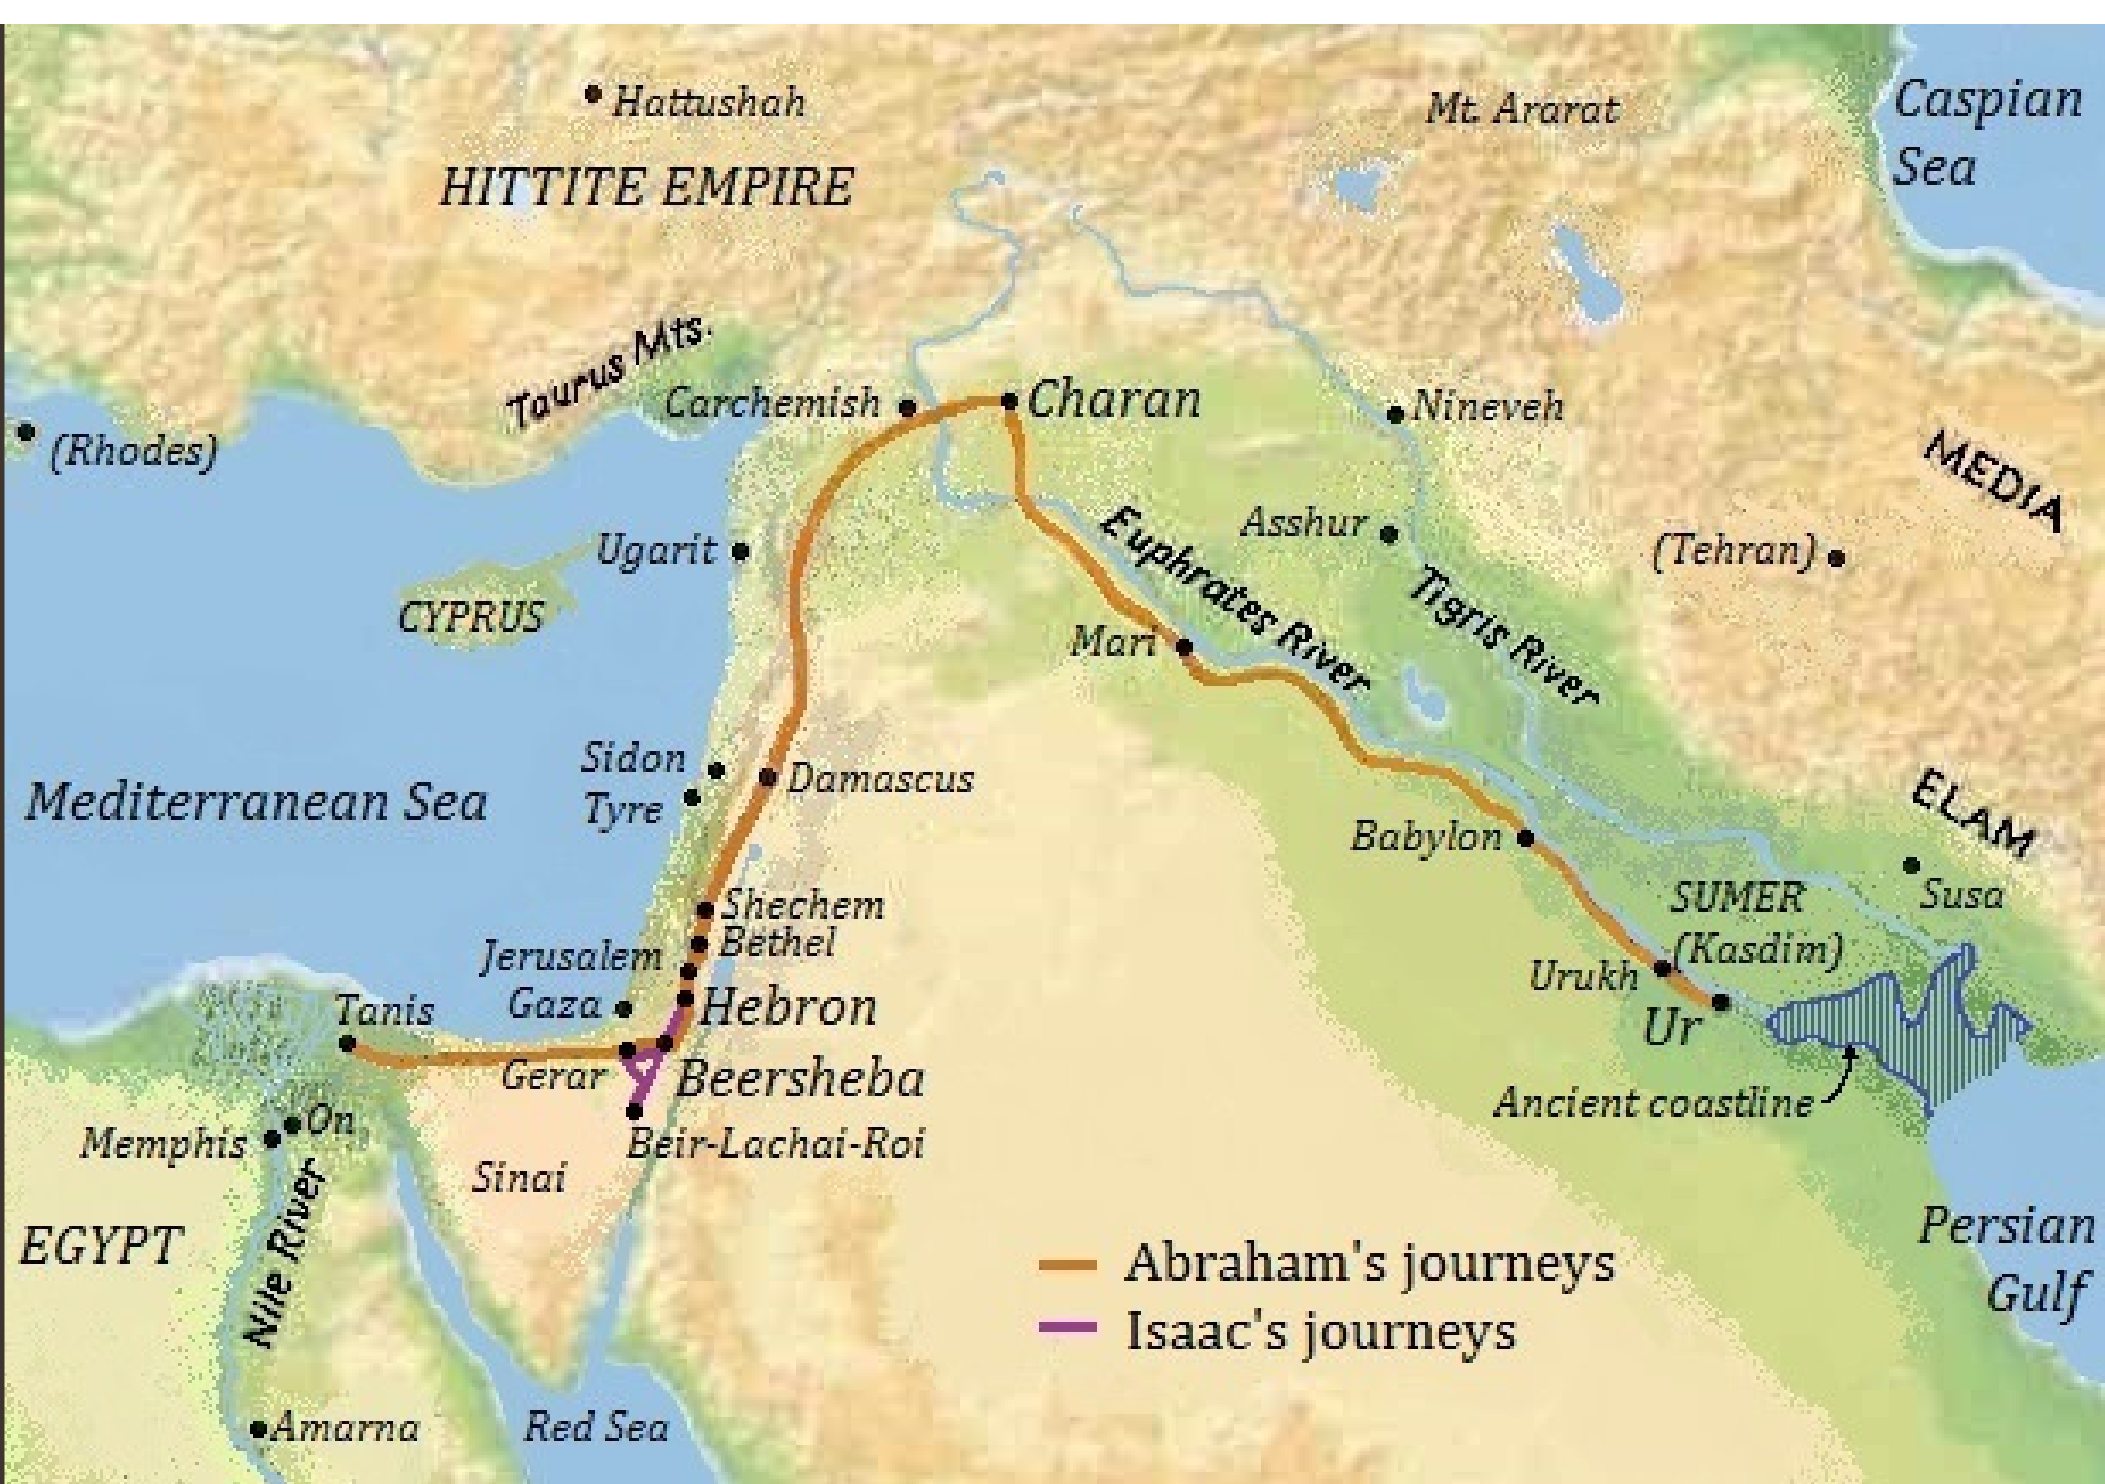 Hattushah
Mt. Ararat
Caspian
Sea
HITTITE EMPIRE
Taurus Mts.
Carchemish
Charan
Nineveh
(Rhodes)
MEDIA
Ugarit
Asshur
Euphrates River
(Tehran)
CYPRUS
Tigris River
Mari
Sidon
Tyre
Damascus
Mediterranean Sea
Babylon
ELAM
Susa
SUMER
(Kasdim)
Shechem
Bethel
Jerusalem
Gaza
Hebron
Urukh
Ur
Tanis
Gerar
Beersheba
Ancient coastline
On
Memphis
Beir-Lachai-Roi
Sinai
Nile River
EGYPT
Persian
Gulf
Abraham's journeys
Isaac's journeys
Amarna
Red Sea